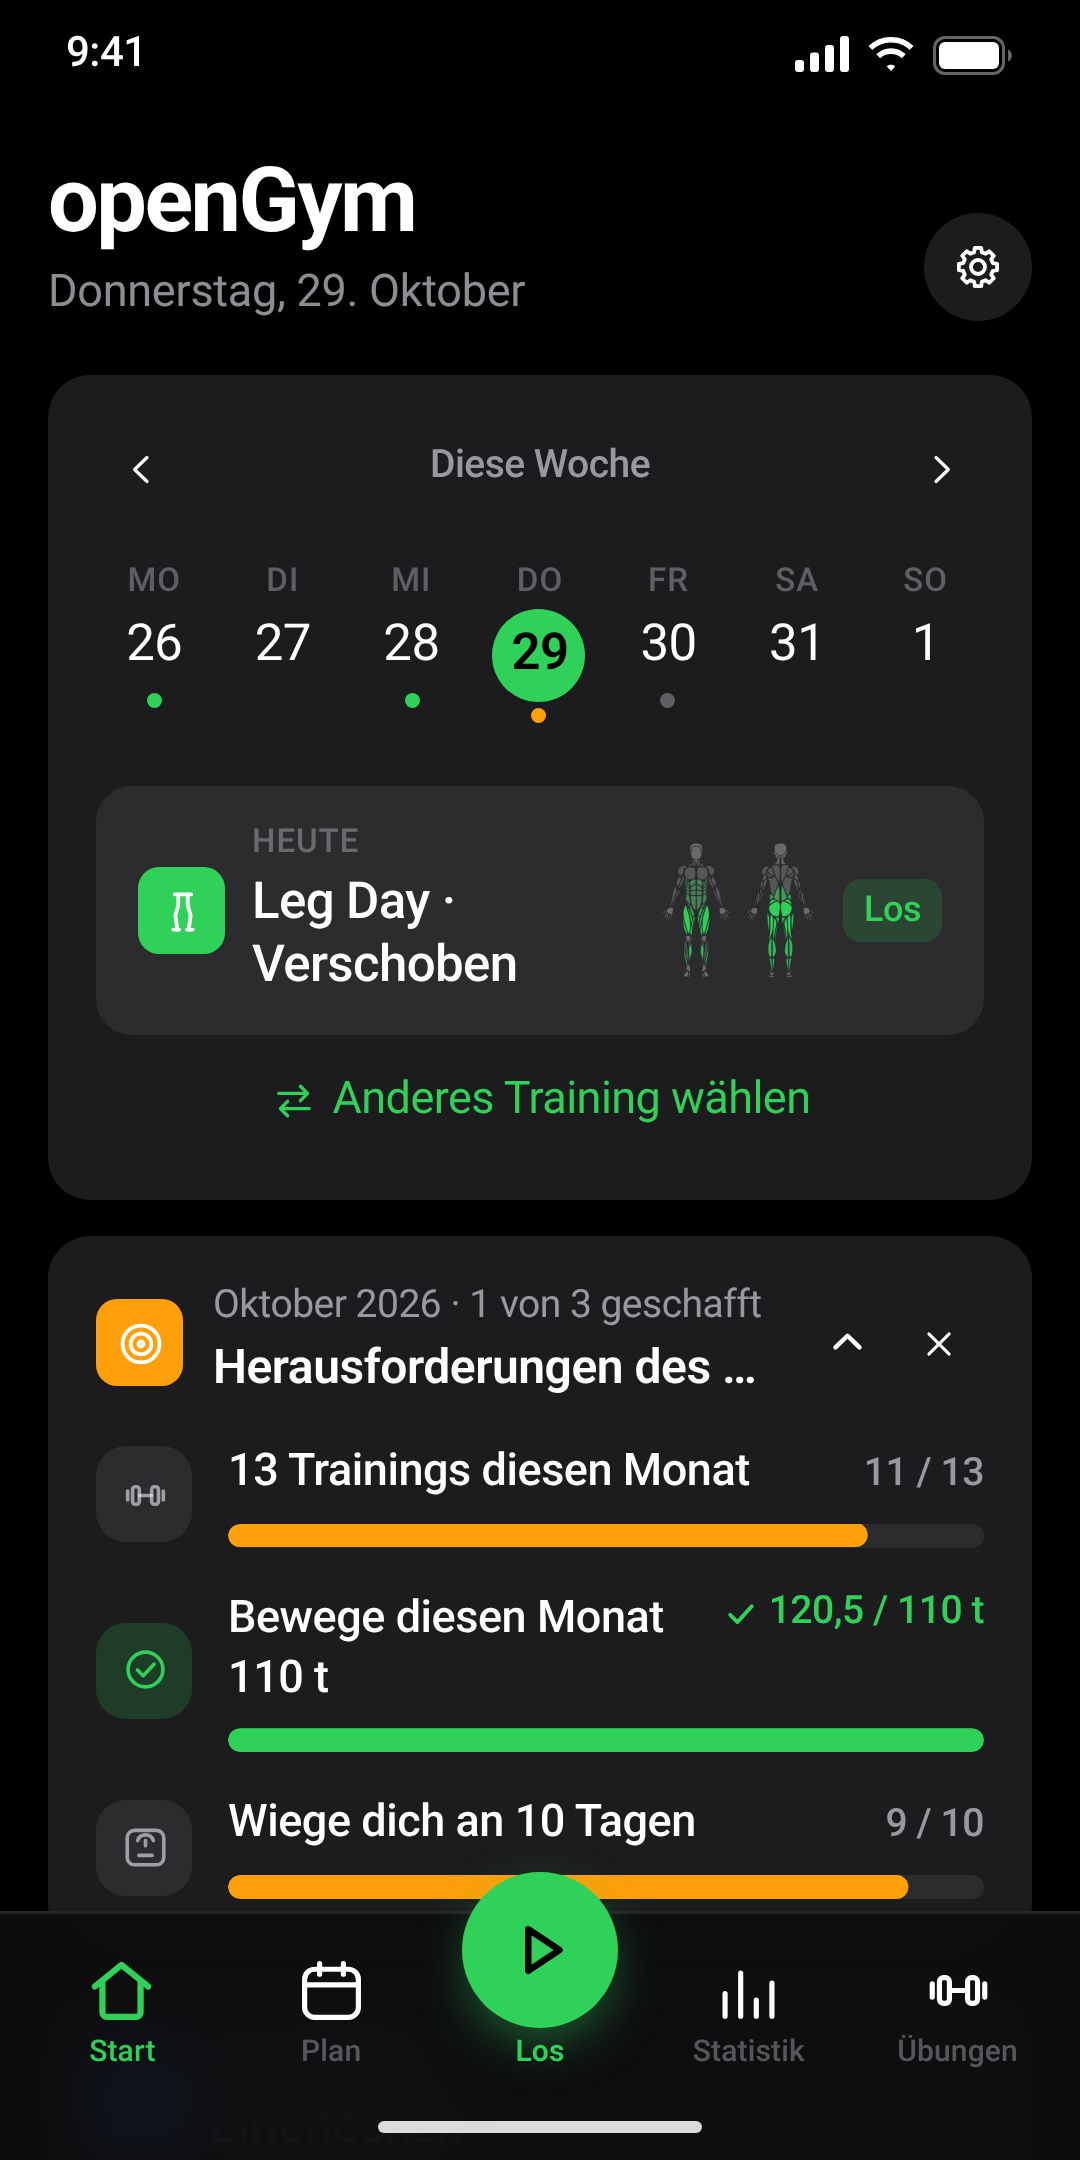 9:41
openGym
Donnerstag, 29. Oktober
Diese Woche
MO DI MI DO FR SA SO
26 27 28 29 30 31 1
HEUTE
Leg Day ·
Verschoben
Los
Anderes Training wählen
Oktober 2026 · 1 von 3 geschafft
Herausforderungen des ...
13 Trainings diesen Monat 11 / 13
Bewege diesen Monat 120,5 / 110 t
110 t
Wiege dich an 10 Tagen 9 / 10
Start Plan Los Statistik Übungen